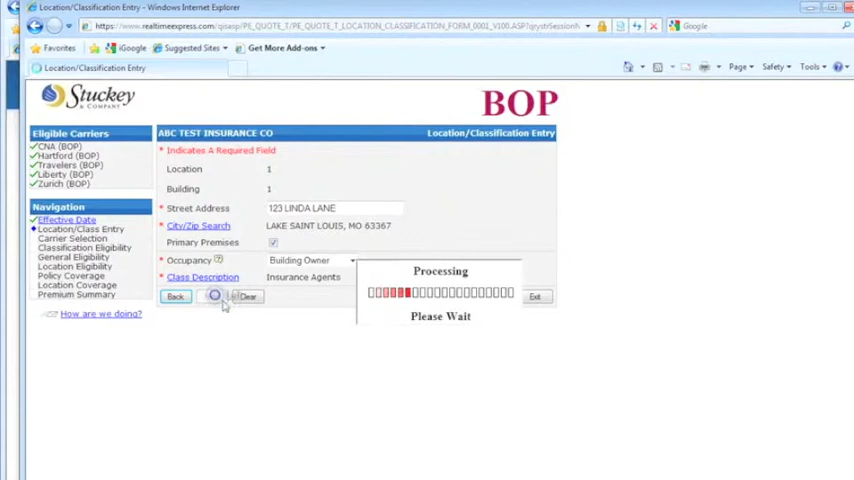 Location/Classification Entry - Windows Internet Explorer
https://www.realtimeexpress.com/qisasp/PE_QUOTE_T/PE_QUOTE_T_LOCATION_CLASSIFICATION_FORM_0001_V100.ASP?qrystrSessionN
Favorites iGoogle Suggested Sites Get More Add-ons
Location/Classification Entry Page Safety Tools
Stuckey
& COMPANY
BOP
Eligible Carriers
CNA (BOP)
Hartford (BOP)
Travelers (BOP)
Liberty (BOP)
Zurich (BOP)
Navigation
Effective Date
Location/Class Entry
Carrier Selection
Classification Eligibility
General Eligibility
Location Eligibility
Policy Coverage
Location Coverage
Premium Summary
How are we doing?
ABC TEST INSURANCE CO Location/Classification Entry
* Indicates A Required Field
Location 1
Building 1
* Street Address 123 LINDA LANE
* City/Zip Search LAKE SAINT LOUIS, MO 63367
Primary Premises
* Occupancy Building Owner
* Class Description Insurance Agents
Back Clear Exit
Processing
Please Wait